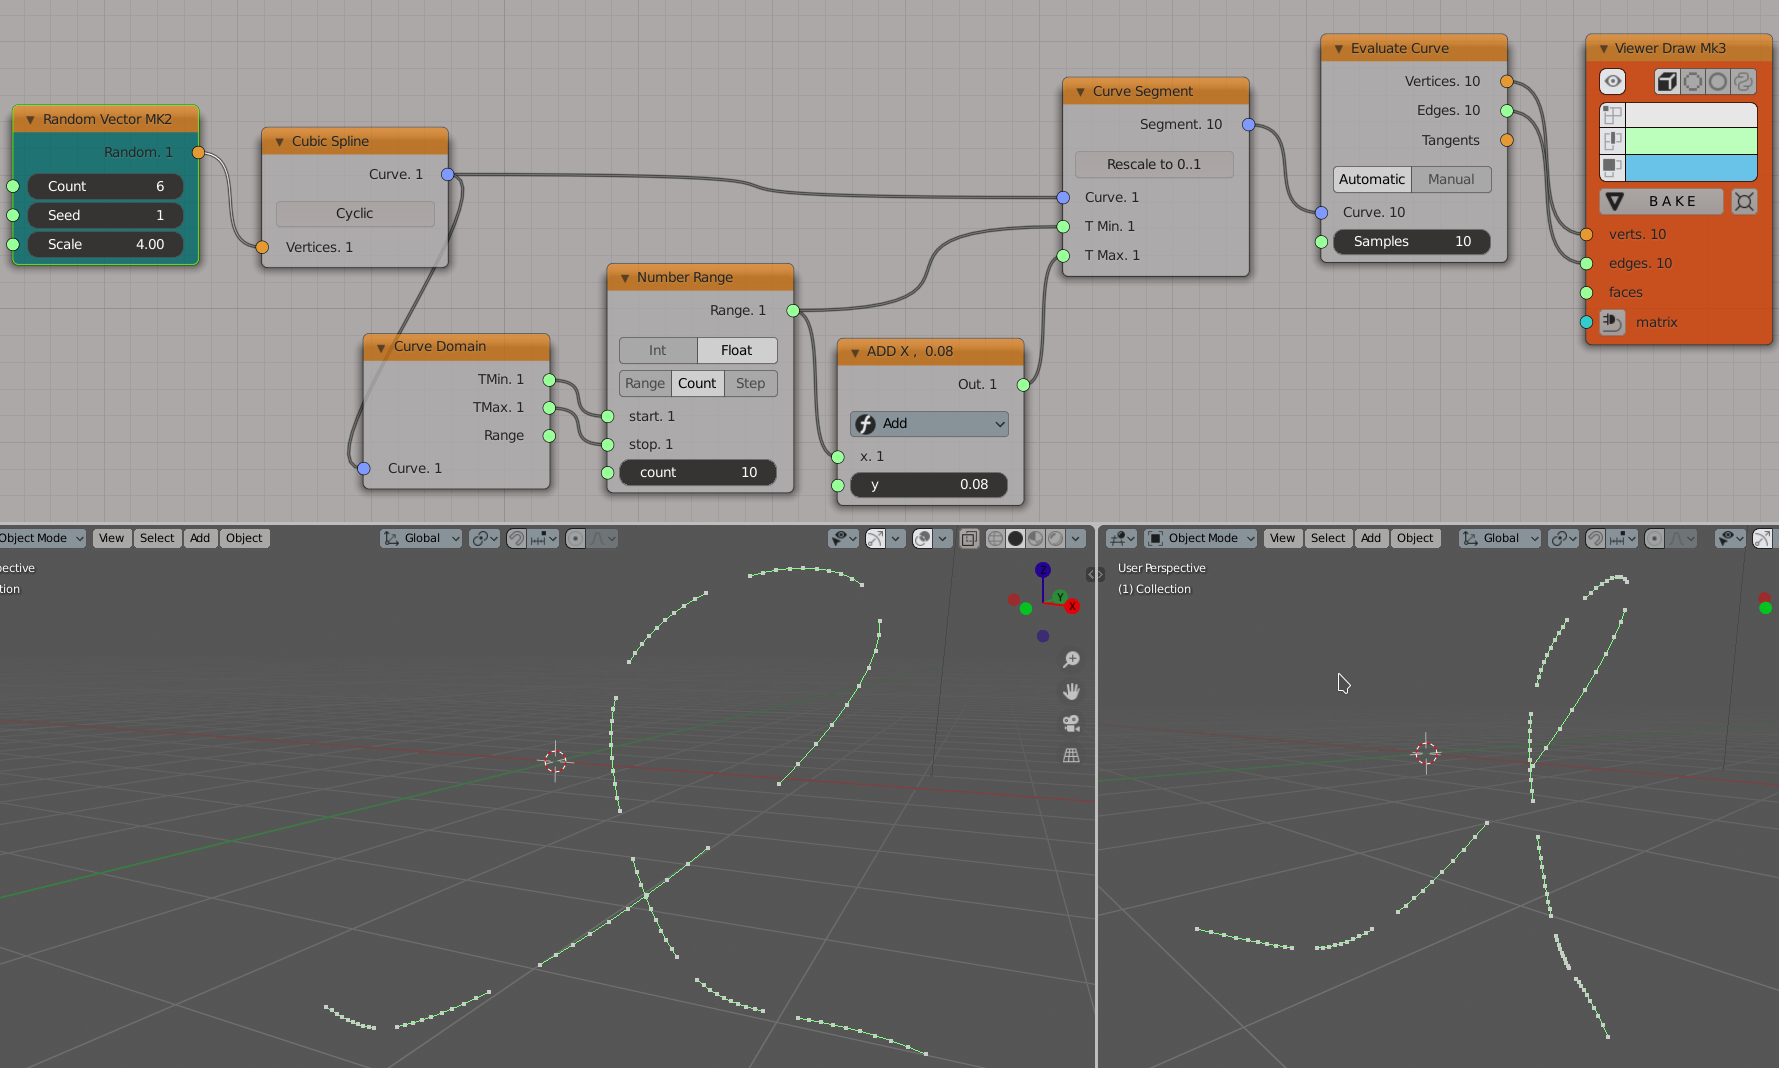 Random Vector MK2
Random. 1
Count 6
Seed 1
Scale 4.00
Cubic Spline
Curve. 1
Cyclic
Vertices. 1
Curve Domain
TMin. 1
TMax. 1
Range
Curve. 1
Number Range
Range. 1
Int Float
Range Count Step
start. 1
stop. 1
count 10
ADD X , 0.08
Out. 1
Add
x. 1
y 0.08
Curve Segment
Segment. 10
Rescale to 0..1
Curve. 1
T Min. 1
T Max. 1
Evaluate Curve
Vertices. 10
Edges. 10
Tangents
Automatic Manual
Curve. 10
Samples 10
Viewer Draw Mk3
BAKE
verts. 10
edges. 10
faces
matrix
Object Mode View Select Add Object Global
ective
tion
Z
Y
X
Object Mode View Select Add Object Global
User Perspective
(1) Collection